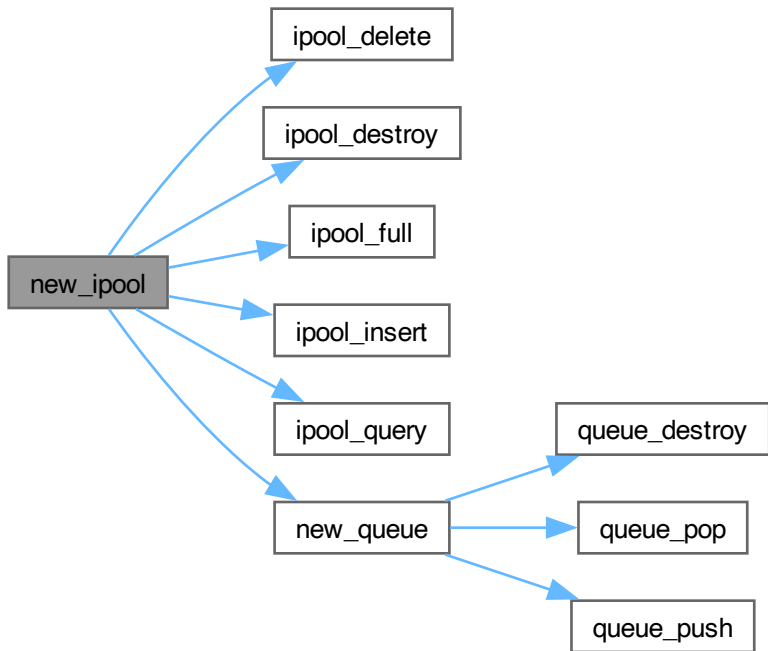 ipool_delete
ipool_destroy
ipool_full
new_ipool
ipool_insert
ipool_query
queue_destroy
new_queue
queue_pop
queue_push